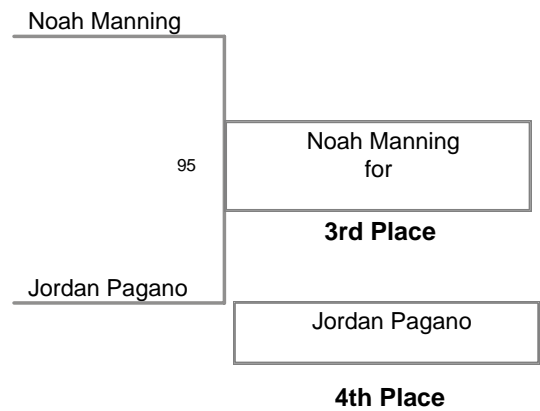 Noah Manning
95
Noah Manning
for
3rd Place
Jordan Pagano
Jordan Pagano
4th Place